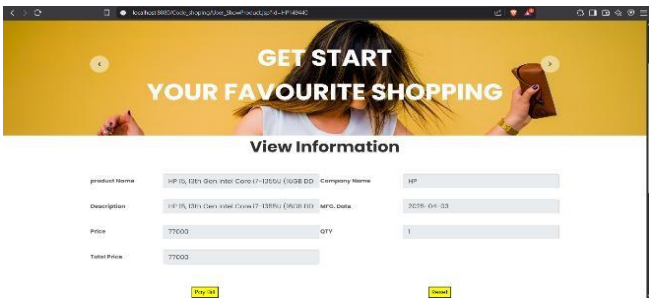 GET START
YOUR FAVOURITE SHOPPING
View Information
product Name
HP 15, 13th Gen Intel Core i7-1355U (16GB DD
Company Name
HP
Description
HP 15, 13th Gen Intel Core i7-1355U (16GB DD
MFG. Date
2025-04-03
Price
77000
QTY
1
Total Price
77000
Pay Bill
Reset